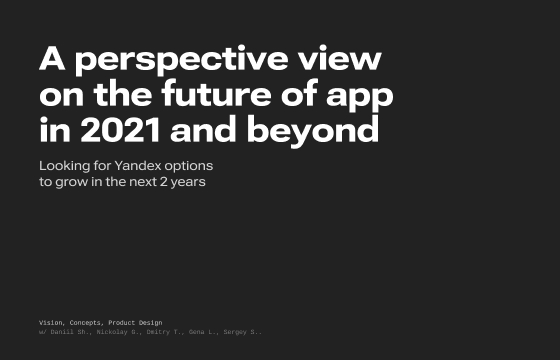 A perspective view
on the future of app
in 2021 and beyond
Looking for Yandex options
to grow in the next 2 years
Vision, Concepts, Product Design
w/ Daniil Sh., Nickolay G., Dmitry T., Gena L., Sergey S..